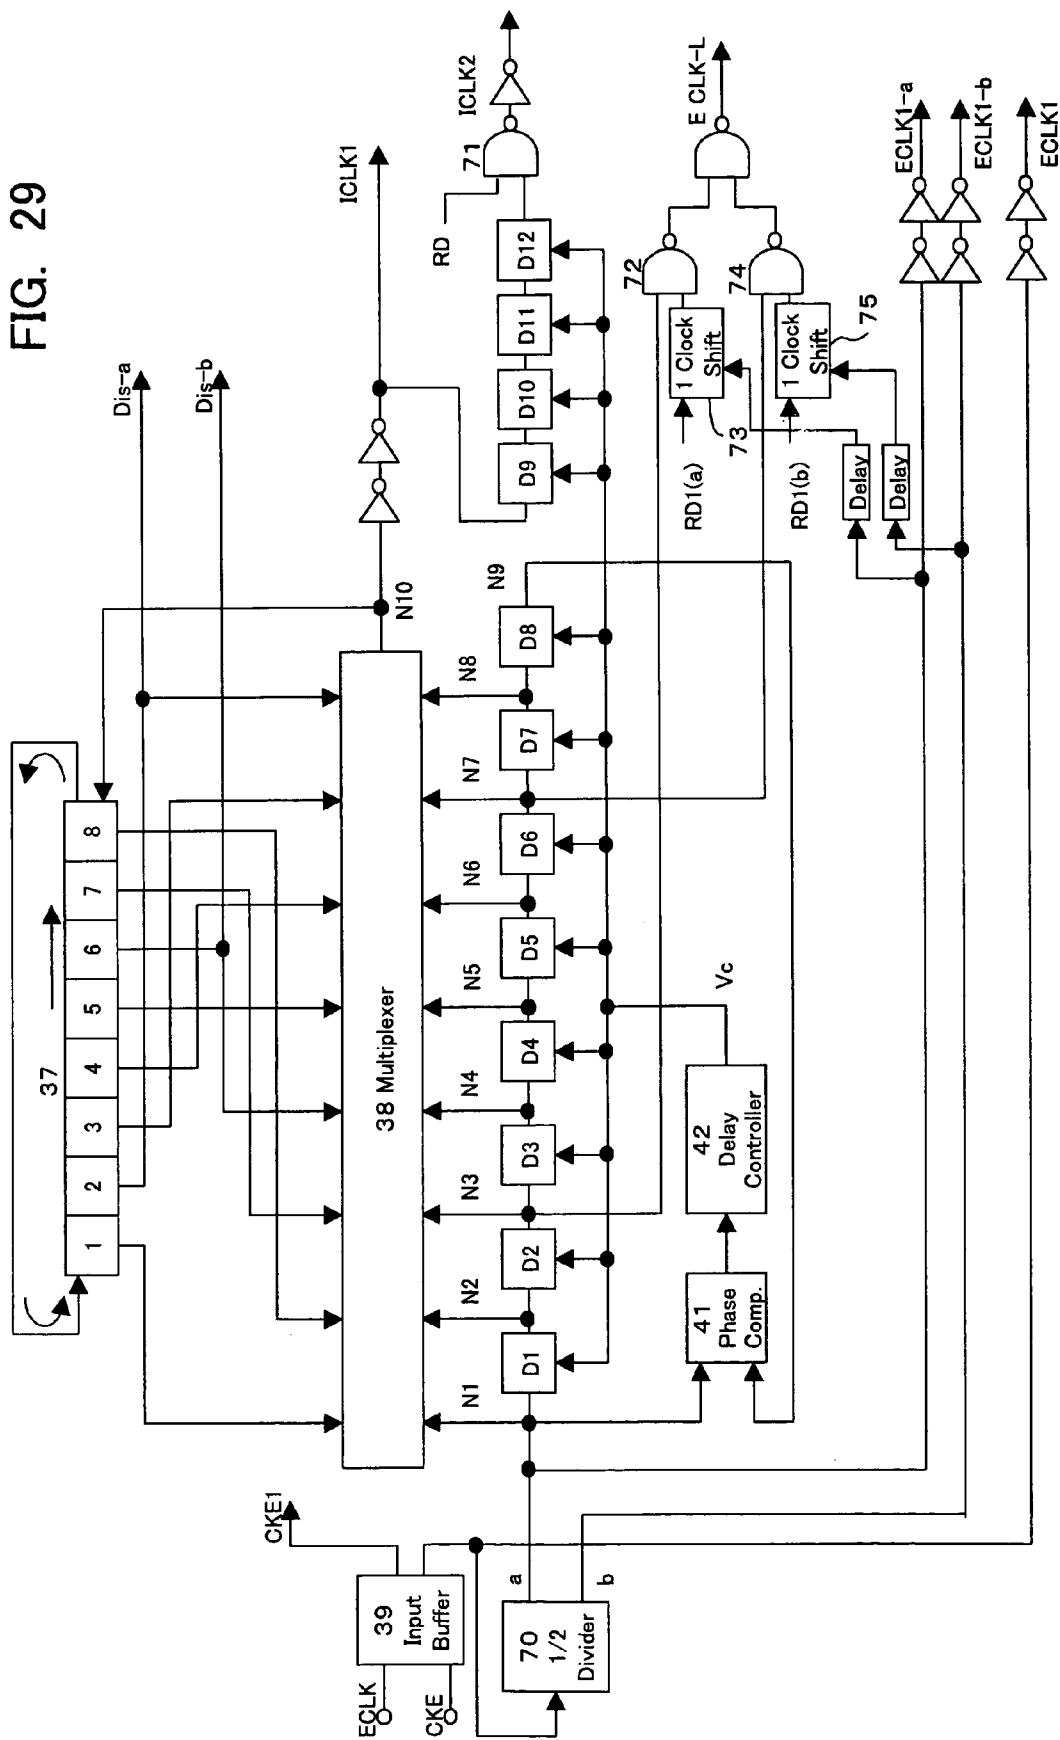 FIG. 29
37
1 2 3 4 5 6 7 8
Dis-a
Dis-b
CKE1
ECLK
CKE
39
Input
Buffer
38 Multiplexer
N10
ICLK1
ICLK2
N1
N2
N3
N4
N5
N6
N7
N8
N9
D1
D2
D3
D4
D5
D6
D7
D8
D9
D10
D11
D12
RD
71
70
1/2
Divider
a
b
41
Phase
Comp.
42
Delay
Controller
Vc
72
E CLK-L
74
1 Clock
Shift
73
RD1(a)
1 Clock
Shift
75
RD1(b)
Delay
Delay
ECLK1-a
ECLK1-b
ECLK1